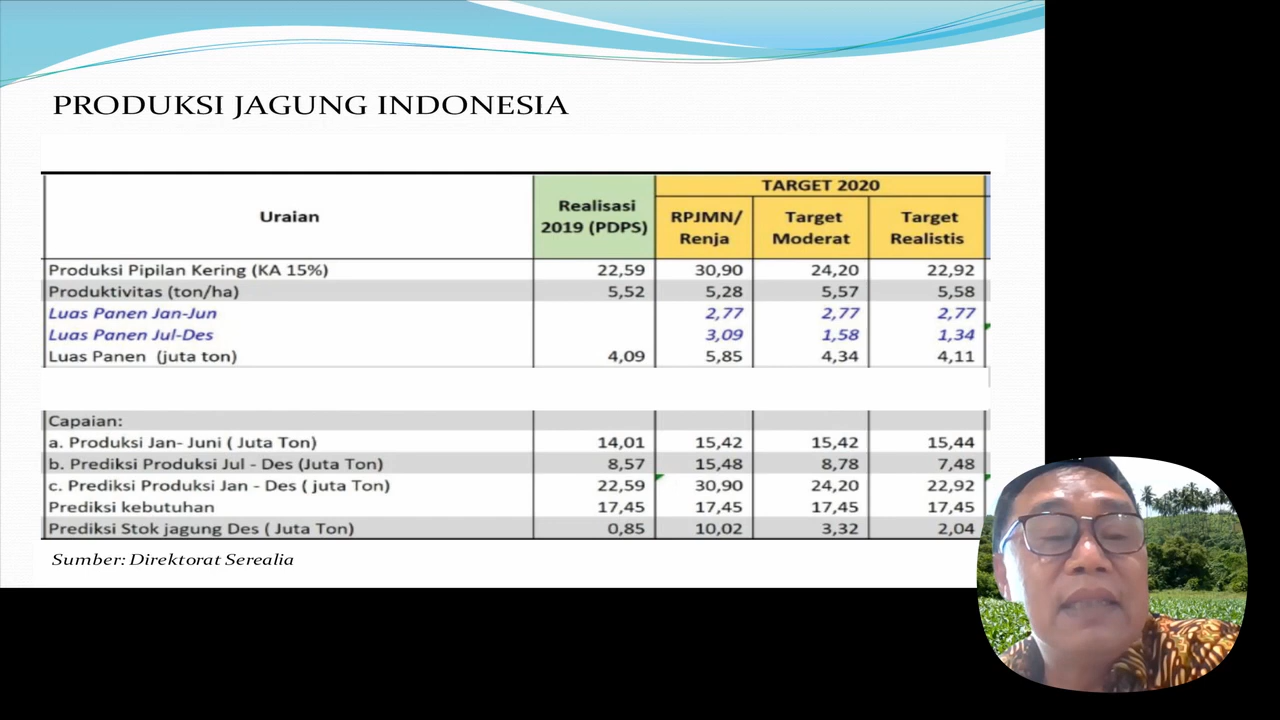 PRODUKSI JAGUNG INDONESIA
Uraian Realisasi 2019 (PDPS) TARGET 2020
RPJMN/ Renja Target Moderat Target Realistis
Produksi Pipilan Kering (KA 15%) 22,59 30,90 24,20 22,92
Produktivitas (ton/ha) 5,52 5,28 5,57 5,58
Luas Panen Jan-Jun 2,77 2,77 2,77
Luas Panen Jul-Des 3,09 1,58 1,34
Luas Panen (juta ton) 4,09 5,85 4,34 4,11
Capaian:
a. Produksi Jan- Juni ( Juta Ton) 14,01 15,42 15,42 15,44
b. Prediksi Produksi Jul - Des (Juta Ton) 8,57 15,48 8,78 7,48
c. Prediksi Produksi Jan - Des ( juta Ton) 22,59 30,90 24,20 22,92
Prediksi kebutuhan 17,45 17,45 17,45 17,45
Prediksi Stok jagung Des ( Juta Ton) 0,85 10,02 3,32 2,04
Sumber: Direktorat Serealia